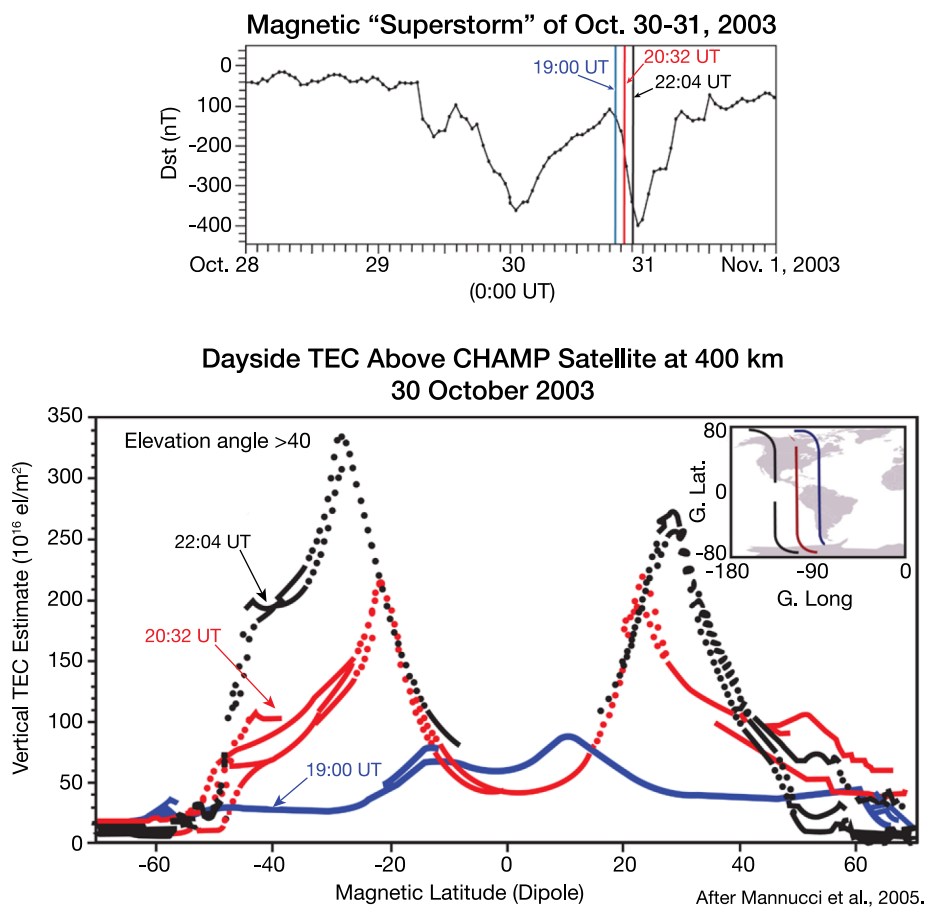 Magnetic “Superstorm” of Oct. 30-31, 2003
20:32 UT
19:00 UT
22:04 UT
0
100
-200
-300
-400
Dst (nT)
Oct. 28
29
30
31
Nov. 1, 2003
(0:00 UT)
Dayside TEC Above CHAMP Satellite at 400 km
30 October 2003
350
300
250
200
150
100
50
0
Vertical TEC Estimate (10¹⁶ el/m²)
Elevation angle >40
22:04 UT
20:32 UT
19:00 UT
80
0
-80
G. Lat.
-180
-90
0
G. Long
-60
-40
-20
0
20
40
60
Magnetic Latitude (Dipole)
After Mannucci et al., 2005.